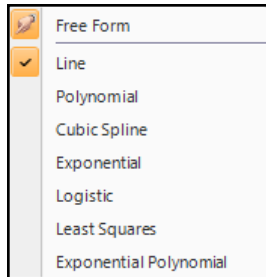 Free Form
Line
Polynomial
Cubic Spline
Exponential
Logistic
Least Squares
Exponential Polynomial